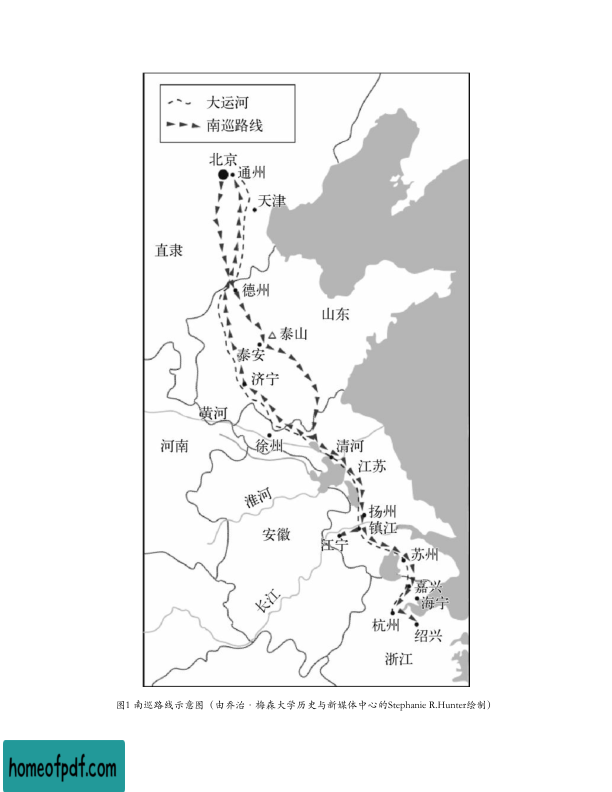 大运河
南巡路线
北京
通州
天津
直隶
德州
山东
泰山
泰安
济宁
黄河
河南
徐州
清河
江苏
淮河
扬州
镇江
安徽
江宁
苏州
长江
嘉兴
海宁
杭州
绍兴
浙江
图1 南巡路线示意图（由乔治·梅森大学历史与新媒体中心的Stephanie R.Hunter绘制）
homeofpdf.com